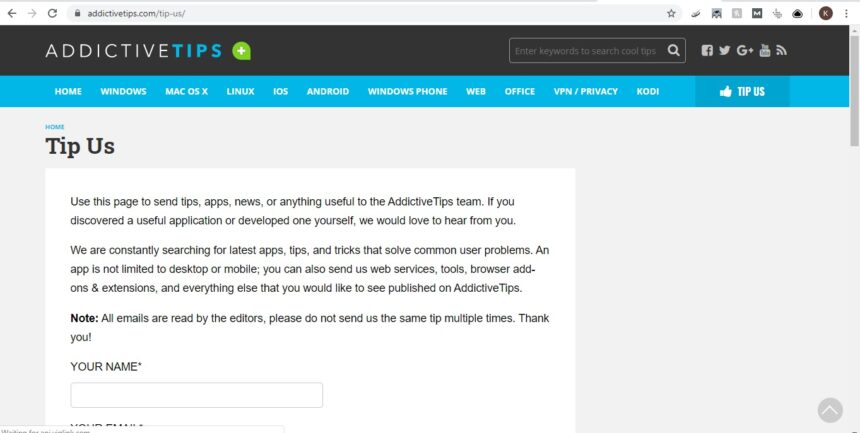 addictivetips.com/tip-us/
K
ADDICTIVETIPS
Enter keywords to search cool tips
HOME WINDOWS MAC OS X LINUX IOS ANDROID WINDOWS PHONE WEB OFFICE VPN / PRIVACY KODI TIP US
HOME
Tip Us
Use this page to send tips, apps, news, or anything useful to the AddictiveTips team. If you
discovered a useful application or developed one yourself, we would love to hear from you.
We are constantly searching for latest apps, tips, and tricks that solve common user problems. An
app is not limited to desktop or mobile; you can also send us web services, tools, browser add-
ons & extensions, and everything else that you would like to see published on AddictiveTips.
Note: All emails are read by the editors, please do not send us the same tip multiple times. Thank
you!
YOUR NAME*
YOUR EMAIL*